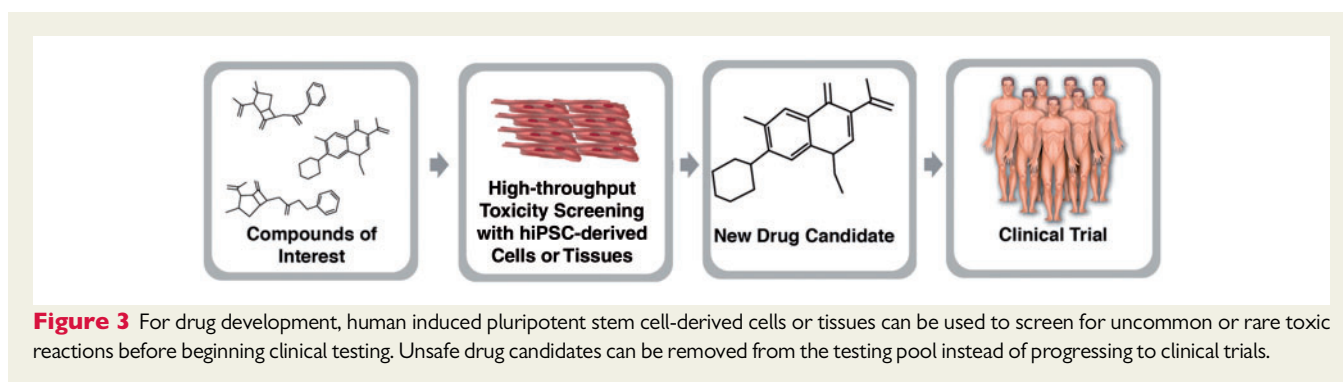 Compounds of
Interest
High-throughput
Toxicity Screening
with hiPSC-derived
Cells or Tissues
New Drug Candidate
Clinical Trial
Figure 3 For drug development, human induced pluripotent stem cell-derived cells or tissues can be used to screen for uncommon or rare toxic
reactions before beginning clinical testing. Unsafe drug candidates can be removed from the testing pool instead of progressing to clinical trials.